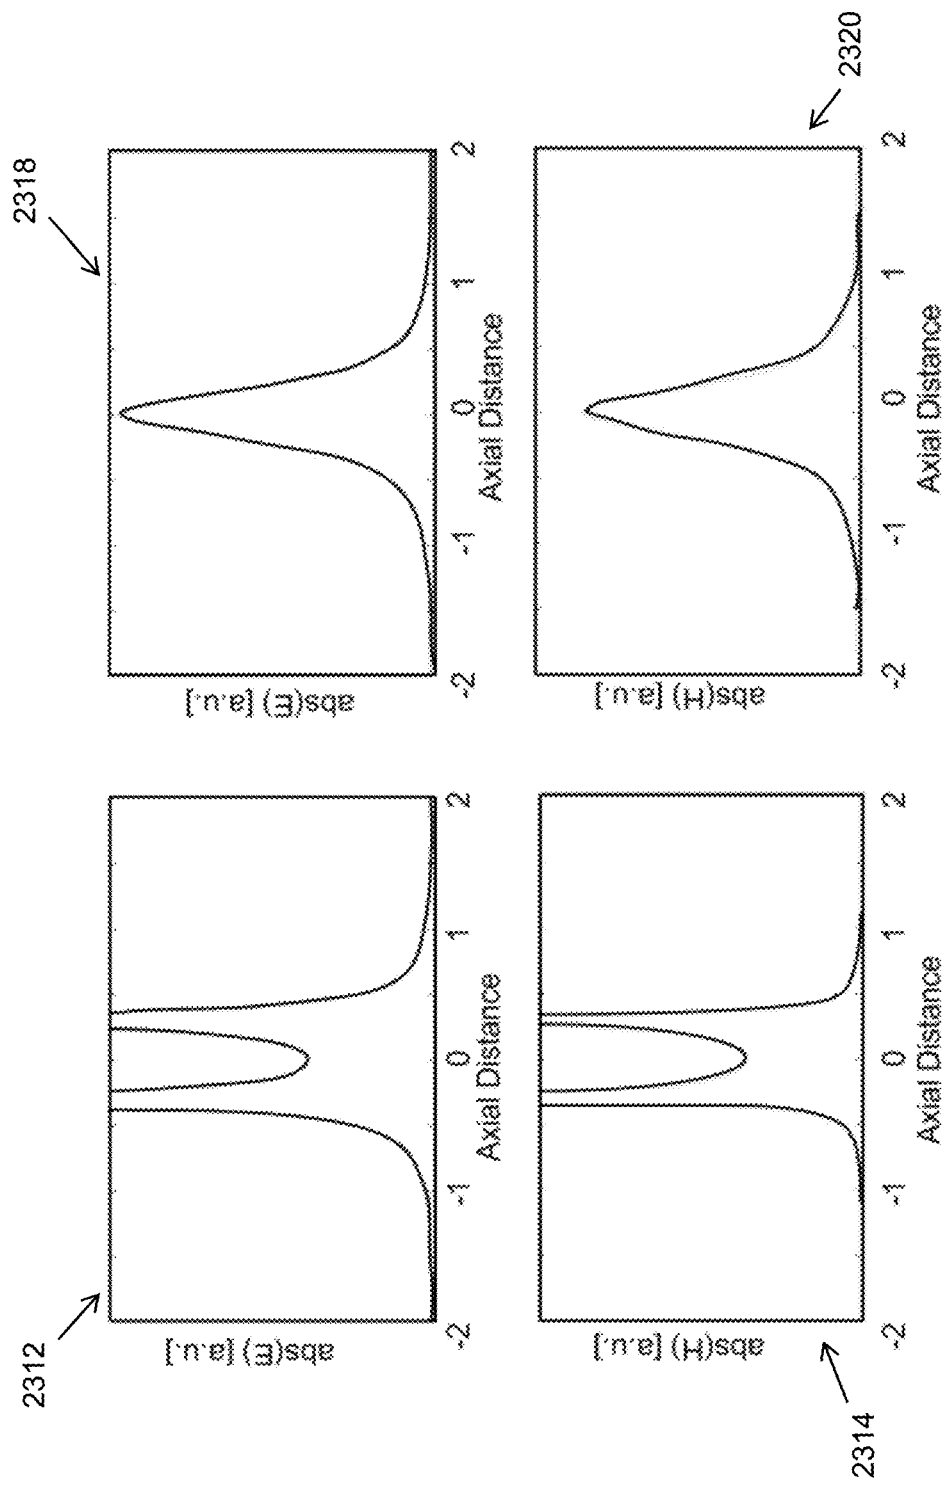 2312
abs(E) [a.u.]
-2 -1 0 1 2
Axial Distance
2318
abs(E) [a.u.]
-2 -1 0 1 2
Axial Distance
2314
abs(H) [a.u.]
-2 -1 0 1 2
Axial Distance
2320
abs(H) [a.u.]
-2 -1 0 1 2
Axial Distance